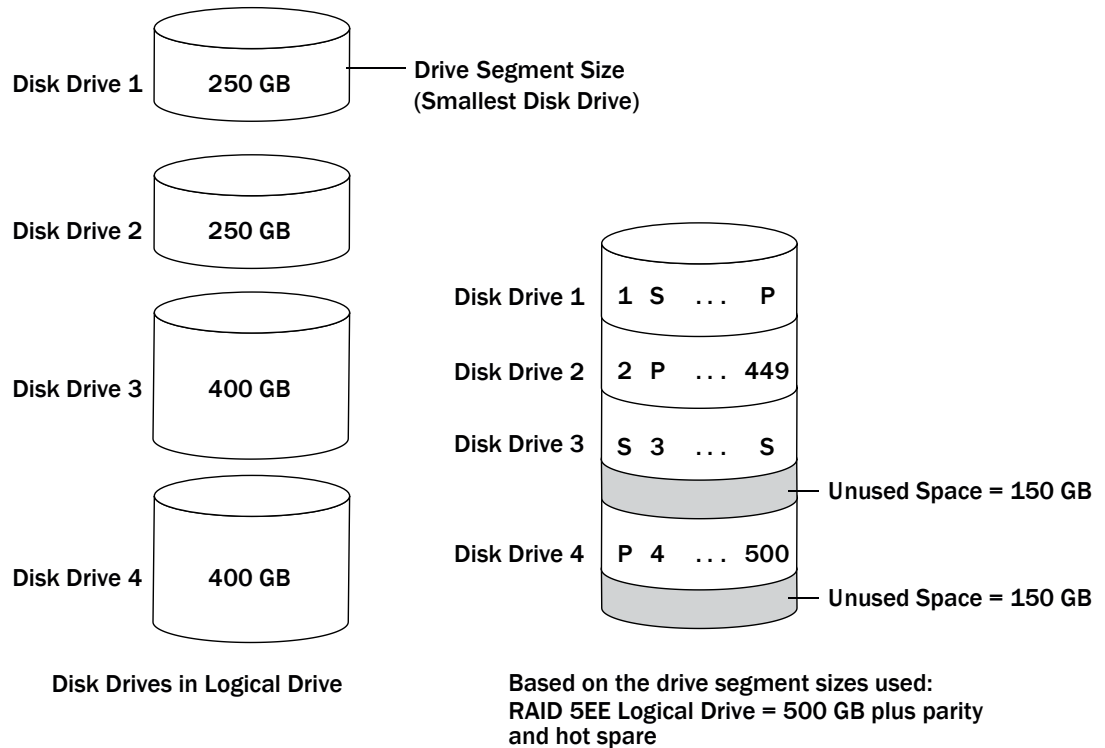 Disk Drive 1
250 GB
Drive Segment Size
(Smallest Disk Drive)
Disk Drive 2
250 GB
Disk Drive 3
400 GB
Disk Drive 4
400 GB
Disk Drives in Logical Drive
Disk Drive 1
1 S ... P
Disk Drive 2
2 P ... 449
Disk Drive 3
S 3 ... S
Unused Space = 150 GB
Disk Drive 4
P 4 ... 500
Unused Space = 150 GB
Based on the drive segment sizes used:
RAID 5EE Logical Drive = 500 GB plus parity
and hot spare